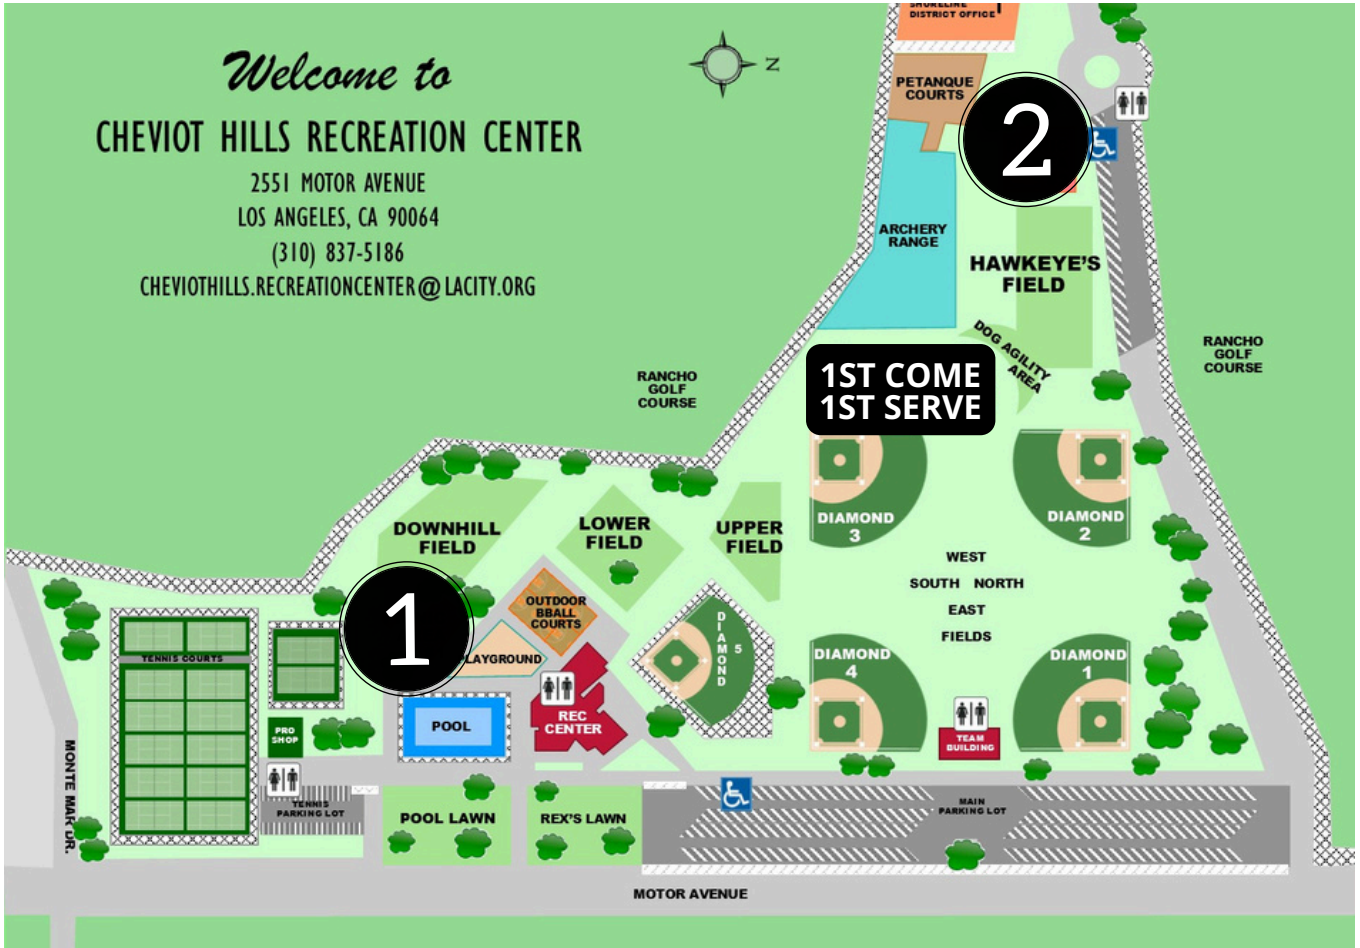 Welcome to
CHEVIOT HILLS RECREATION CENTER
2551 MOTOR AVENUE
LOS ANGELES, CA 90064
(310) 837-5186
CHEVIOTHILLS.RECREATIONCENTER@LACITY.ORG
N
SHORELINE
DISTRICT OFFICE
PETANQUE
COURTS
2
ARCHERY
RANGE
HAWKEYE'S
FIELD
DOG AGILITY
AREA
1ST COME
1ST SERVE
RANCHO
GOLF
COURSE
RANCHO
GOLF
COURSE
DOWNHILL
FIELD
LOWER
FIELD
UPPER
FIELD
DIAMOND
3
DIAMOND
2
WEST
SOUTH NORTH
EAST
FIELDS
1
OUTDOOR
BBALL
COURTS
PLAYGROUND
DIAMOND
5
DIAMOND
4
DIAMOND
1
TENNIS COURTS
PRO
SHOP
POOL
REC
CENTER
TEAM
BUILDING
MONTE MAR DR.
TENNIS
PARKING LOT
POOL LAWN
REX'S LAWN
MAIN
PARKING LOT
MOTOR AVENUE